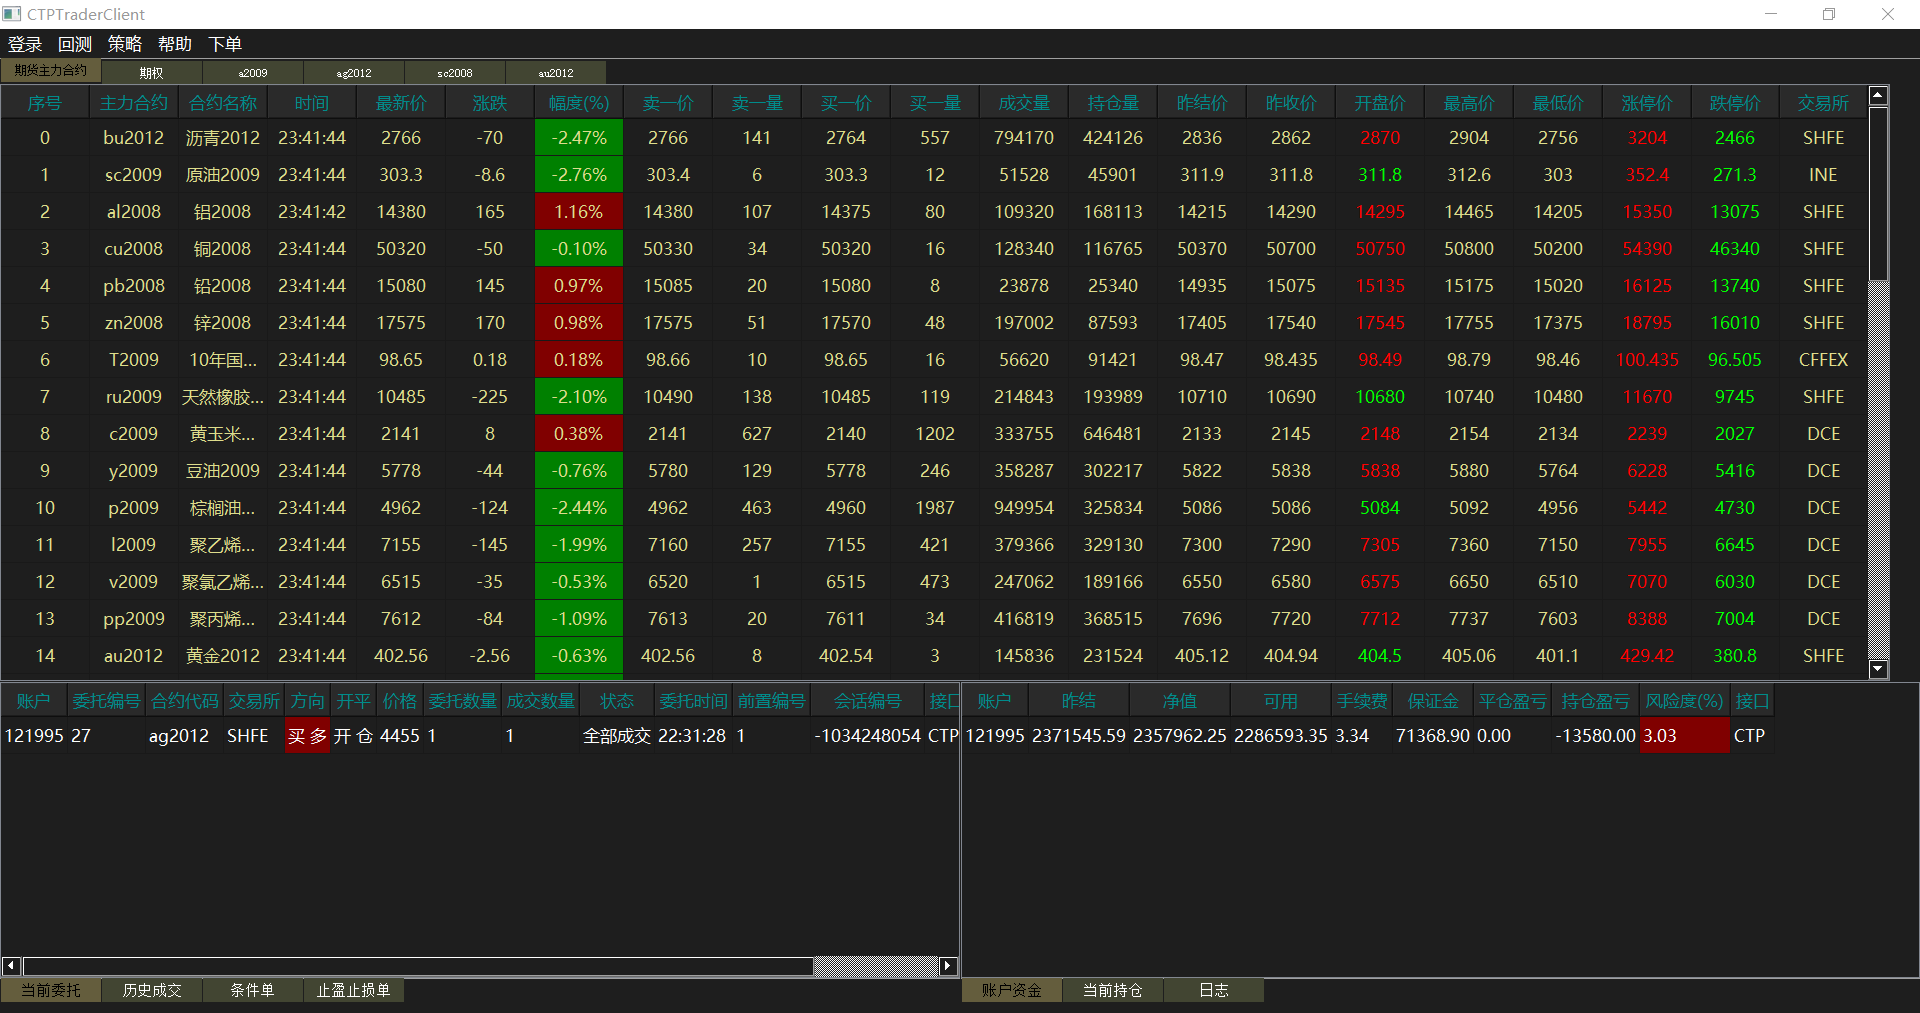 CTPTraderClient
登录 回测 策略 帮助 下单
期货主力合约 期权 a2009 ag2012 sc2008 au2012
序号 主力合约 合约名称 时间 最新价 涨跌 幅度(%) 卖一价 卖一量 买一价 买一量 成交量 持仓量 昨结价 昨收价 开盘价 最高价 最低价 涨停价 跌停价 交易所
0 bu2012 沥青2012 23:41:44 2766 -70 -2.47% 2766 141 2764 557 794170 424126 2836 2862 2870 2904 2756 3204 2466 SHFE
1 sc2009 原油2009 23:41:44 303.3 -8.6 -2.76% 303.4 6 303.3 12 51528 45901 311.9 311.8 311.8 312.6 303 352.4 271.3 INE
2 al2008 铝2008 23:41:42 14380 165 1.16% 14380 107 14375 80 109320 168113 14215 14290 14295 14465 14205 15350 13075 SHFE
3 cu2008 铜2008 23:41:44 50320 -50 -0.10% 50330 34 50320 16 128340 116765 50370 50700 50750 50800 50200 54390 46340 SHFE
4 pb2008 铅2008 23:41:44 15080 145 0.97% 15085 20 15080 8 23878 25340 14935 15075 15135 15175 15020 16125 13740 SHFE
5 zn2008 锌2008 23:41:44 17575 170 0.98% 17575 51 17570 48 197002 87593 17405 17540 17545 17755 17375 18795 16010 SHFE
6 T2009 10年国... 23:41:44 98.65 0.18 0.18% 98.66 10 98.65 16 56620 91421 98.47 98.435 98.49 98.79 98.46 100.435 96.505 CFFEX
7 ru2009 天然橡胶... 23:41:44 10485 -225 -2.10% 10490 138 10485 119 214843 193989 10710 10690 10680 10740 10480 11670 9745 SHFE
8 c2009 黄玉米... 23:41:44 2141 8 0.38% 2141 627 2140 1202 333755 646481 2133 2145 2148 2154 2134 2239 2027 DCE
9 y2009 豆油2009 23:41:44 5778 -44 -0.76% 5780 129 5778 246 358287 302217 5822 5838 5838 5880 5764 6228 5416 DCE
10 p2009 棕榈油... 23:41:44 4962 -124 -2.44% 4962 463 4960 1987 949954 325834 5086 5086 5084 5092 4956 5442 4730 DCE
11 l2009 聚乙烯... 23:41:44 7155 -145 -1.99% 7160 257 7155 421 379366 329130 7300 7290 7305 7360 7150 7955 6645 DCE
12 v2009 聚氯乙烯... 23:41:44 6515 -35 -0.53% 6520 1 6515 473 247062 189166 6550 6580 6575 6650 6510 7070 6030 DCE
13 pp2009 聚丙烯... 23:41:44 7612 -84 -1.09% 7613 20 7611 34 416819 368515 7696 7720 7712 7737 7603 8388 7004 DCE
14 au2012 黄金2012 23:41:44 402.56 -2.56 -0.63% 402.56 8 402.54 3 145836 231524 405.12 404.94 404.5 405.06 401.1 429.42 380.8 SHFE
账户 委托编号 合约代码 交易所 方向 开平 价格 委托数量 成交数量 状态 委托时间 前置编号 会话编号 接口
121995 27 ag2012 SHFE 买 多 开 仓 4455 1 1 全部成交 22:31:28 1 -1034248054 CTP
当前委托 历史成交 条件单 止盈止损单
账户 昨结 净值 可用 手续费 保证金 平仓盈亏 持仓盈亏 风险度(%) 接口
121995 2371545.59 2357962.25 2286593.35 3.34 71368.90 0.00 -13580.00 3.03 CTP
账户资金 当前持仓 日志